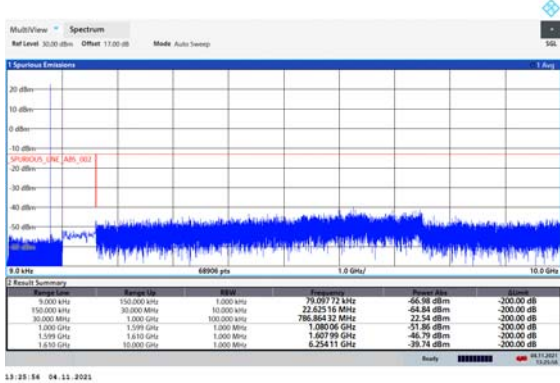 MultiView Spectrum
Ref Level 30.00 dBm Offset 17.00 dB Mode Auto Sweep
SGL
1 Spurious Emissions 1 Avg
20 dBm
10 dBm
0 dBm
-10 dBm
SPURIOUS_LINE_ABS_002
-20 dBm
-30 dBm
-40 dBm
-50 dBm
9.0 kHz 68906 pts 1.0 GHz/ 10.0 GHz
2 Result Summary
Range Low Range Up RBW Frequency Power Abs ΔLimit
9.000 kHz 150.000 kHz 1.000 kHz 79.09772 kHz -66.98 dBm -200.00 dB
150.000 kHz 30.000 MHz 10.000 kHz 22.62516 MHz -64.84 dBm -200.00 dB
30.000 MHz 1.000 GHz 100.000 kHz 786.86432 MHz 22.54 dBm -200.00 dB
1.000 GHz 1.599 GHz 1.000 MHz 1.08006 GHz -51.86 dBm -200.00 dB
1.599 GHz 1.610 GHz 1.000 MHz 1.60799 GHz -46.79 dBm -200.00 dB
1.610 GHz 10.000 GHz 1.000 MHz 6.25411 GHz -39.74 dBm -200.00 dB
Ready 04.11.2021
13:25:56
13:25:56 04.11.2021